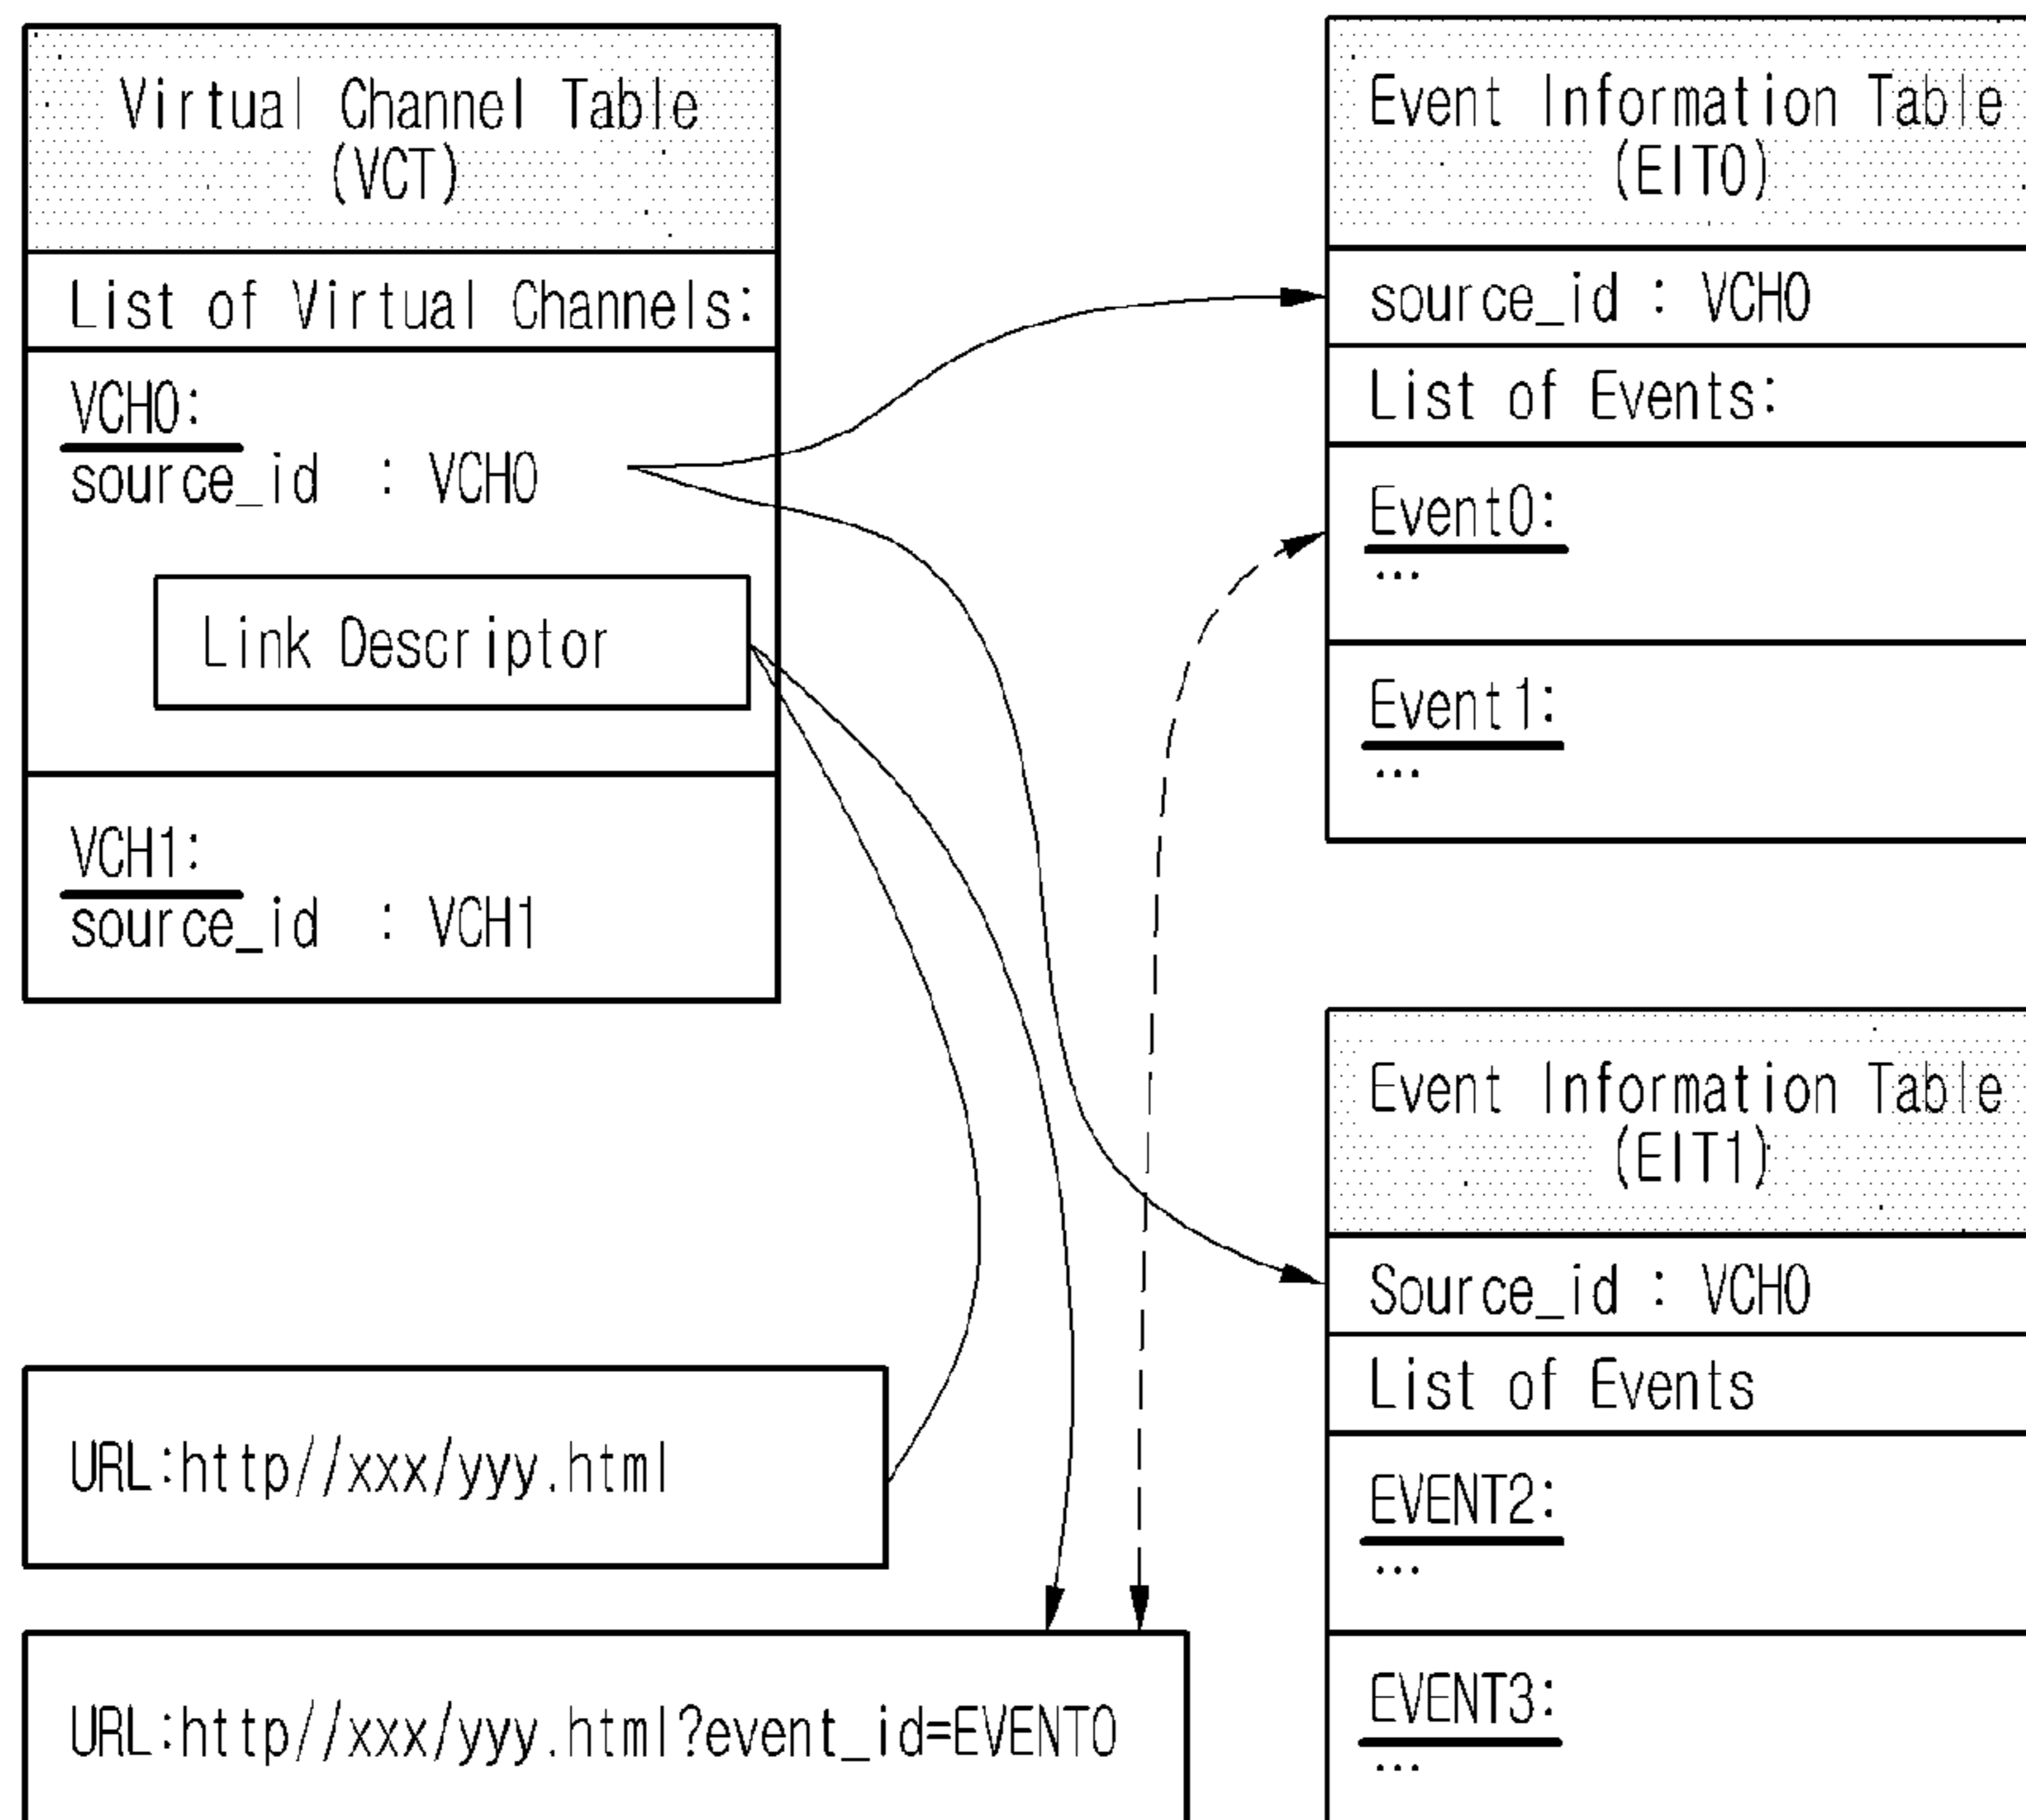 Virtual Channel Table
(VCT)
List of Virtual Channels:
VCH0:
source_id : VCH0
Link Descriptor
VCH1:
source_id : VCH1
URL:http//xxx/yyy.html
URL:http//xxx/yyy.html?event_id=EVENT0
Event Information Table
(EIT0)
source_id : VCH0
List of Events:
Event0:
...
Event1:
...
Event Information Table
(EIT1)
Source_id : VCH0
List of Events
EVENT2:
...
EVENT3:
...